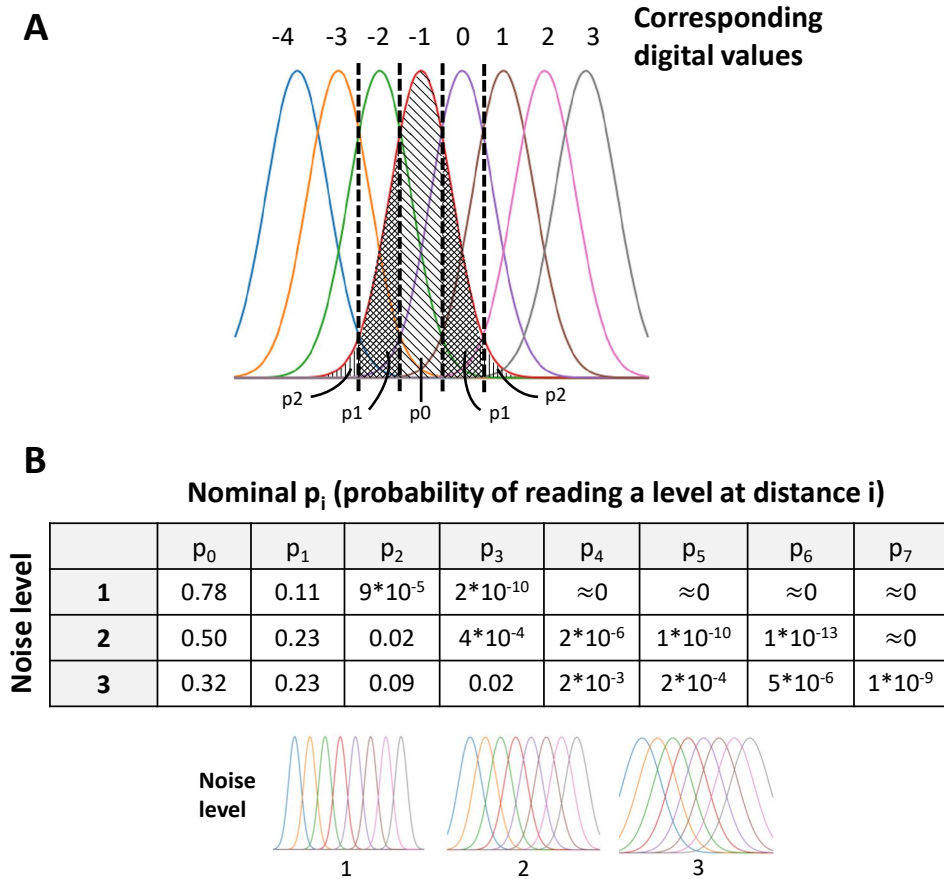 A
-4 -3 -2 -1 0 1 2 3
Corresponding
digital values
p2 p1 p0 p1 p2
B
Nominal pᵢ (probability of reading a level at distance i)
Noise level
p₀ p₁ p₂ p₃ p₄ p₅ p₆ p₇
1 0.78 0.11 9*10⁻⁵ 2*10⁻¹⁰ ≈0 ≈0 ≈0 ≈0
2 0.50 0.23 0.02 4*10⁻⁴ 2*10⁻⁶ 1*10⁻¹⁰ 1*10⁻¹³ ≈0
3 0.32 0.23 0.09 0.02 2*10⁻³ 2*10⁻⁴ 5*10⁻⁶ 1*10⁻⁹
Noise
level
1 2 3